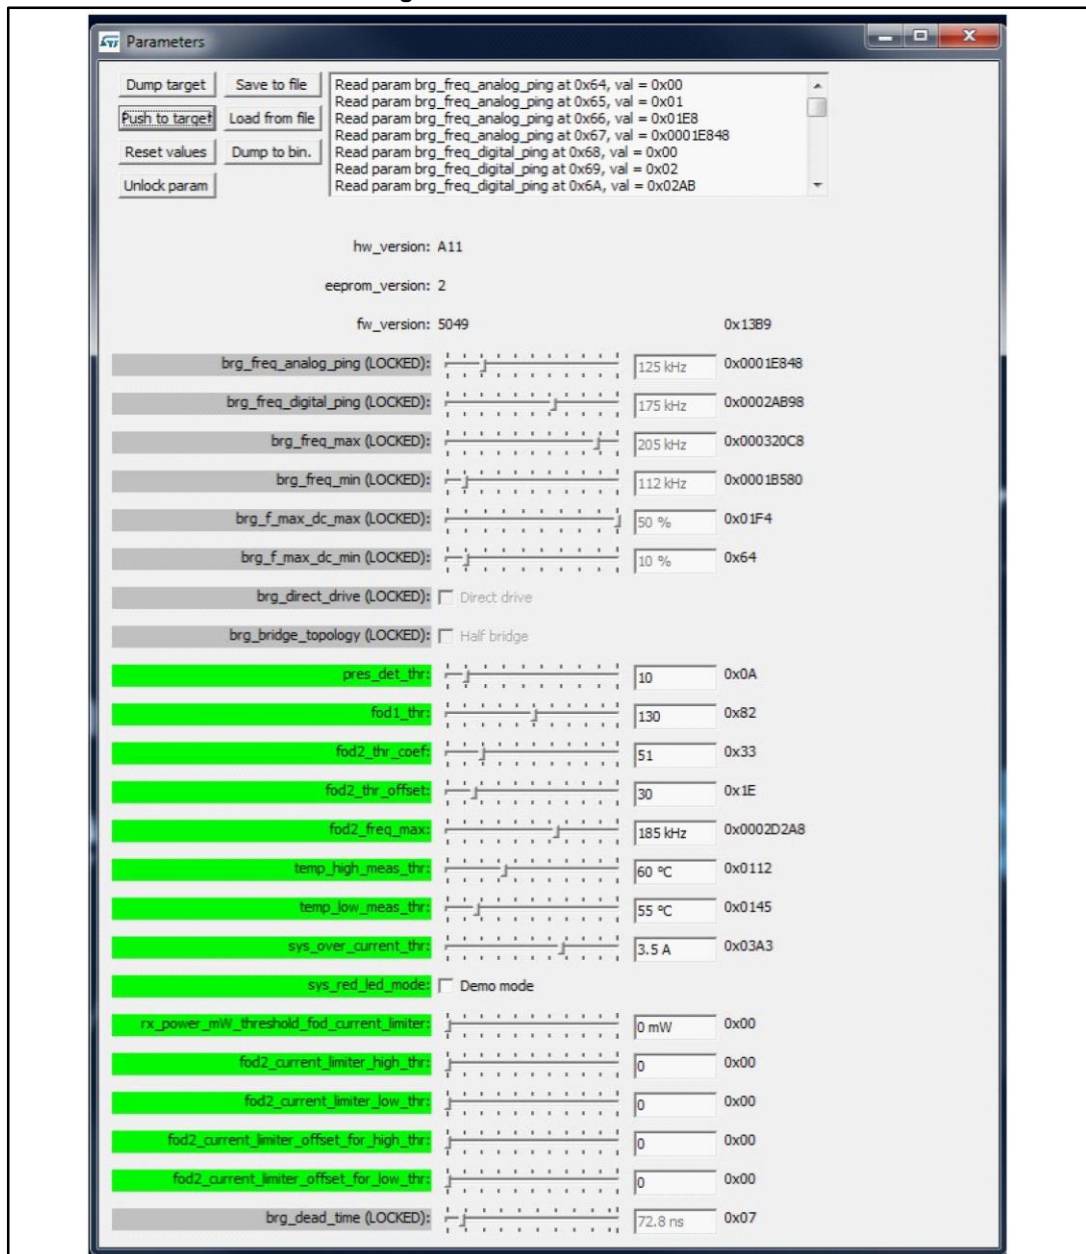 Parameters
Dump target Save to file
Push to target Load from file
Reset values Dump to bin.
Unlock param
Read param brg_freq_analog_ping at 0x64, val = 0x00
Read param brg_freq_analog_ping at 0x65, val = 0x01
Read param brg_freq_analog_ping at 0x66, val = 0x01E8
Read param brg_freq_analog_ping at 0x67, val = 0x0001E848
Read param brg_freq_digital_ping at 0x68, val = 0x00
Read param brg_freq_digital_ping at 0x69, val = 0x02
Read param brg_freq_digital_ping at 0x6A, val = 0x02AB
hw_version: A11
eeprom_version: 2
fw_version: 5049 0x13B9
brg_freq_analog_ping (LOCKED): 125 kHz 0x0001E848
brg_freq_digital_ping (LOCKED): 175 kHz 0x0002AB98
brg_freq_max (LOCKED): 205 kHz 0x000320C8
brg_freq_min (LOCKED): 112 kHz 0x0001B580
brg_f_max_dc_max (LOCKED): 50 % 0x01F4
brg_f_max_dc_min (LOCKED): 10 % 0x64
brg_direct_drive (LOCKED): Direct drive
brg_bridge_topology (LOCKED): Half bridge
pres_det_thr: 10 0x0A
fod1_thr: 130 0x82
fod2_thr_coef: 51 0x33
fod2_thr_offset: 30 0x1E
fod2_freq_max: 185 kHz 0x0002D2A8
temp_high_meas_thr: 60 °C 0x0112
temp_low_meas_thr: 55 °C 0x0145
sys_over_current_thr: 3.5 A 0x03A3
sys_red_led_mode: Demo mode
rx_power_mW_threshold_fod_current_limiter: 0 mW 0x00
fod2_current_limiter_high_thr: 0 0x00
fod2_current_limiter_low_thr: 0 0x00
fod2_current_limiter_offset_for_high_thr: 0 0x00
fod2_current_limiter_offset_for_low_thr: 0 0x00
brg_dead_time (LOCKED): 72.8 ns 0x07